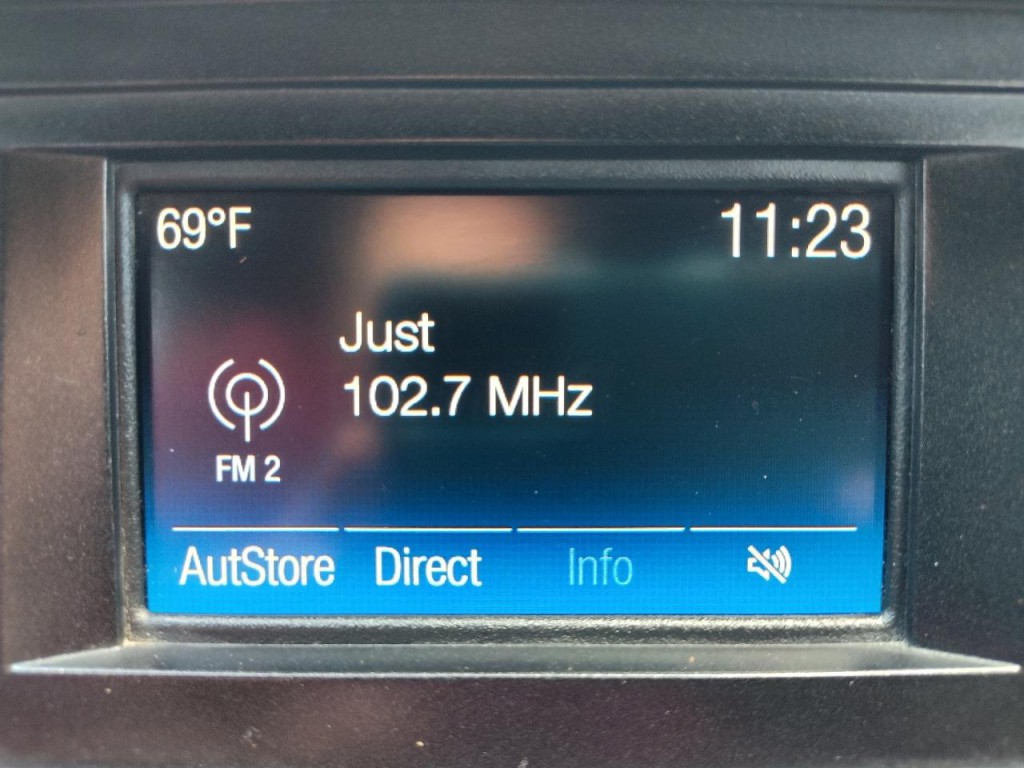 69°F
11:23
Just
102.7 MHz
FM 2
AutStore Direct Info